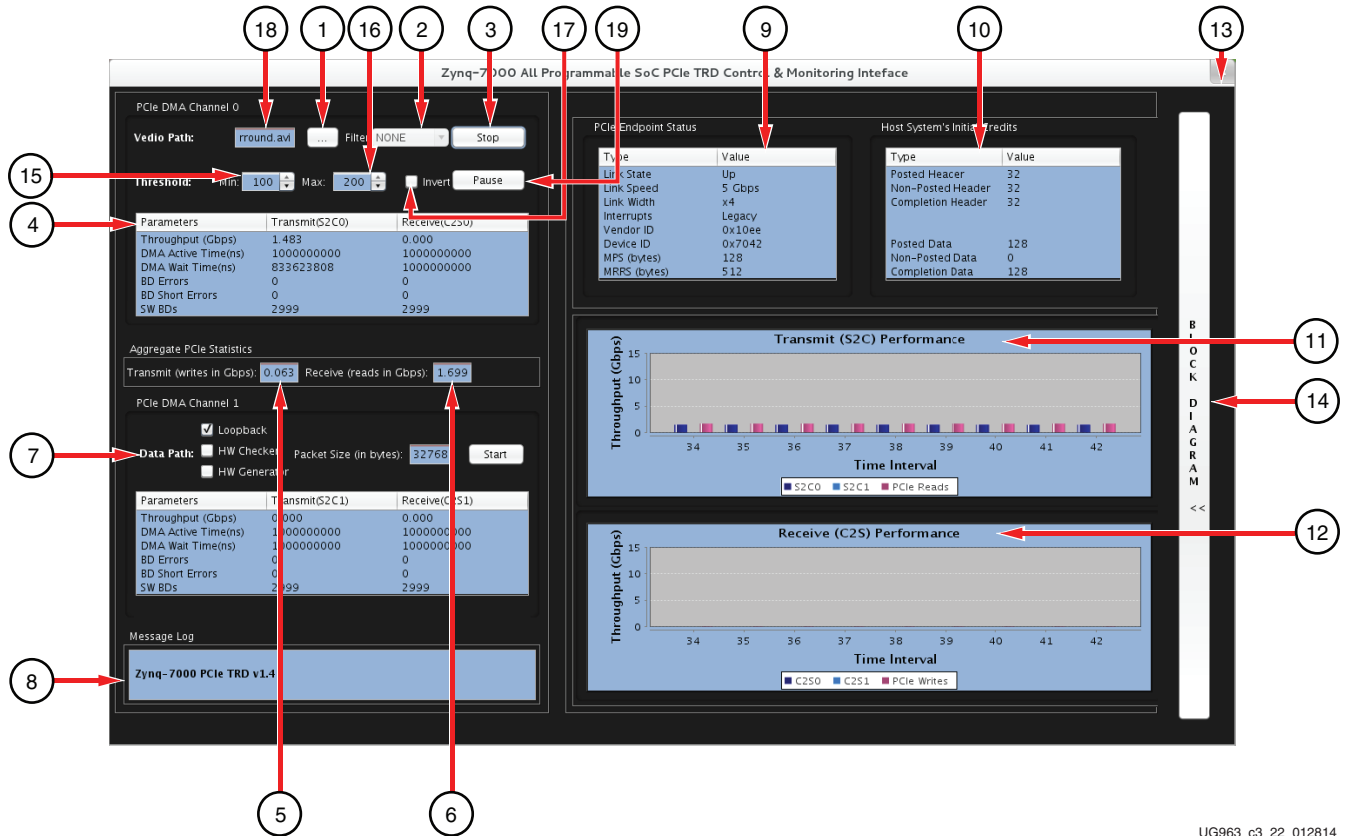 18 1 16 2 3 17 19 9 10 13
Zynq-7000 All Programmable SoC PCIe TRD Control & Monitoring Inteface
PCIe DMA Channel 0
Vedio Path: rround.avi ... Filter NONE Stop
15
Threshold: Min: 100 Max: 200 Invert Pause
4
Parameters Transmit(S2C0) Receive(C2S0)
Throughput (Gbps) 1.483 0.000
DMA Active Time(ns) 1000000000 1000000000
DMA Wait Time(ns) 833623808 1000000000
BD Errors 0 0
BD Short Errors 0 0
SW BDs 2999 2999
Aggregate PCIe Statistics
Transmit (writes in Gbps): 0.063 Receive (reads in Gbps): 1.699
PCIe DMA Channel 1
Loopback
7
Data Path: HW Checker Packet Size (in bytes): 32768 Start
HW Generator
Parameters Transmit(S2C1) Receive(C2S1)
Throughput (Gbps) 0.000 0.000
DMA Active Time(ns) 1000000000 1000000000
DMA Wait Time(ns) 1000000000 1000000000
BD Errors 0 0
BD Short Errors 0 0
SW BDs 2999 2999
Message Log
8
Zynq-7000 PCIe TRD v1.4
5 6
PCIe Endpoint Status
Type Value
Link State Up
Link Speed 5 Gbps
Link Width x4
Interrupts Legacy
Vendor ID 0x10ee
Device ID 0x7042
MPS (bytes) 128
MRRS (bytes) 512
Host System's Initial Credits
Type Value
Posted Header 32
Non-Posted Header 32
Completion Header 32
Posted Data 128
Non-Posted Data 0
Completion Data 128
Transmit (S2C) Performance
11
Throughput (Gbps)
15
10
5
0
34 35 36 37 38 39 40 41 42
Time Interval
S2C0 S2C1 PCIe Reads
Receive (C2S) Performance
12
Throughput (Gbps)
15
10
5
0
34 35 36 37 38 39 40 41 42
Time Interval
C2S0 C2S1 PCIe Writes
BLOCK DIAGRAM <<
14
UG963_c3_22_012814